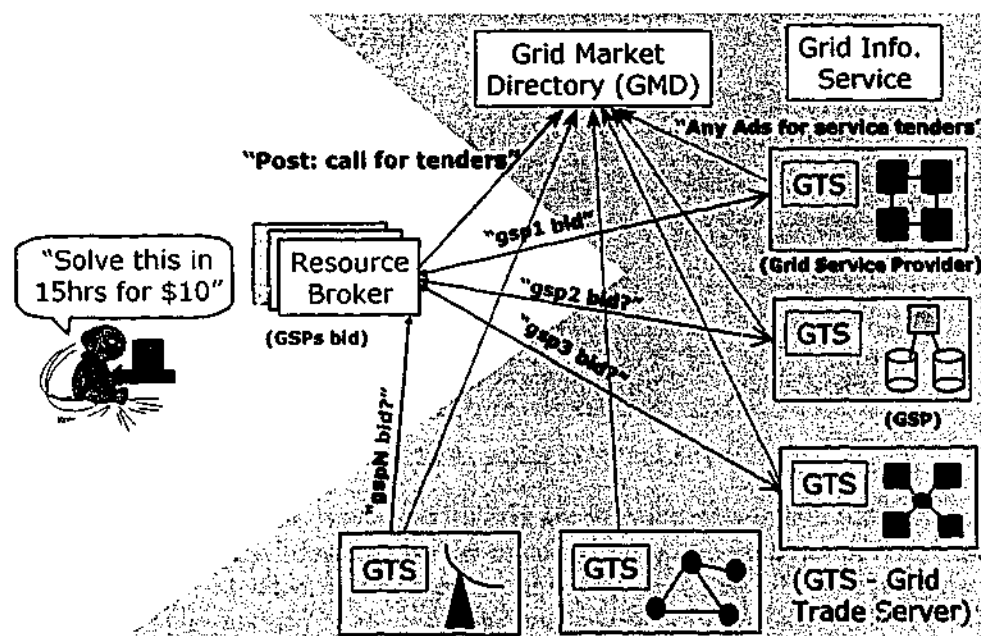 Grid Market
Directory (GMD)
Grid Info.
Service
"Any Ads for service tenders"
"Post: call for tenders"
GTS
"gsp1 bid"
(Grid Service Provider)
"Solve this in
15hrs for $10"
Resource
Broker
(GSPs bid)
"gsp2 bid?"
GTS
"gsp3 bid?"
(GSP)
"gspN bid?"
GTS
GTS
GTS
(GTS - Grid
Trade Server)